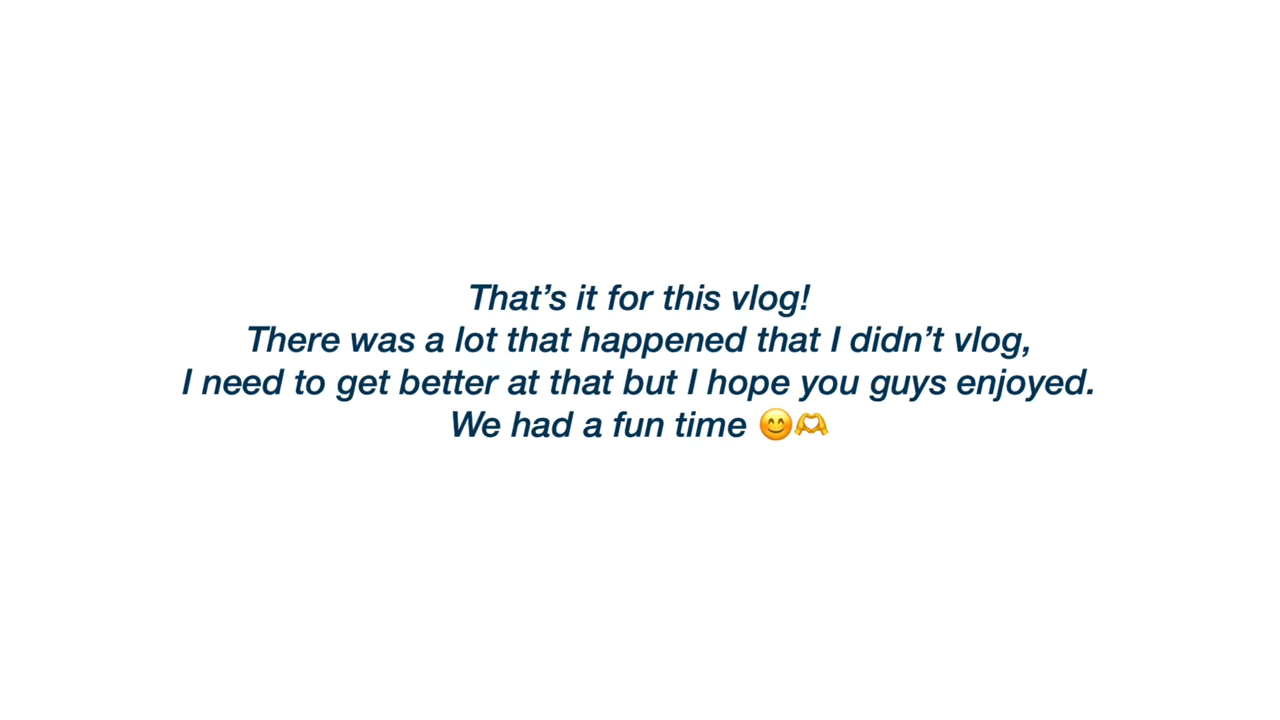 That’s it for this vlog!
There was a lot that happened that I didn’t vlog,
I need to get better at that but I hope you guys enjoyed.
We had a fun time 😊🫶